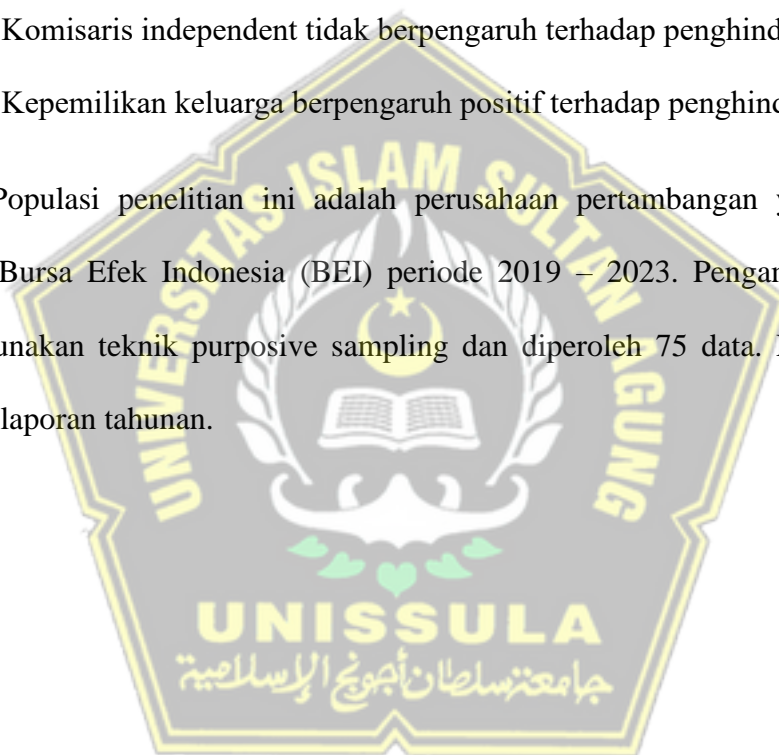 Komisaris independent tidak berpengaruh terhadap penghind
Kepemilikan keluarga berpengaruh positif terhadap penghind
Populasi penelitian ini adalah perusahaan pertambangan y
Bursa Efek Indonesia (BEI) periode 2019 – 2023. Pengam
unakan teknik purposive sampling dan diperoleh 75 data.
laporan tahunan.
UNIVERSITAS ISLAM SULTAN AGUNG
UNISSULA
جامعة سلطان أجونج الإسلامية